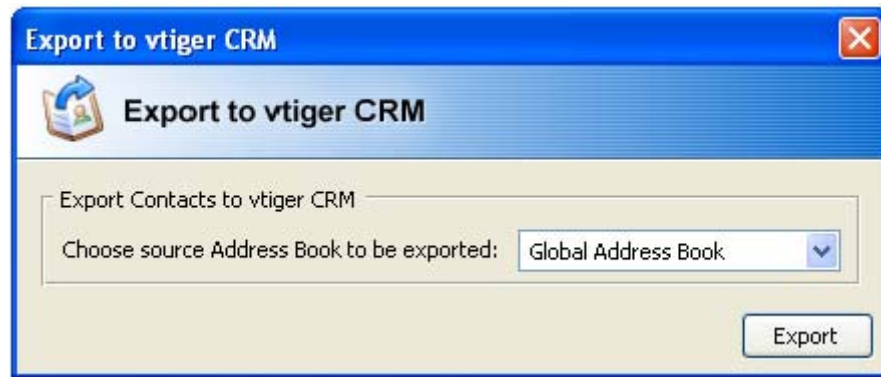 Export to vtiger CRM
Export to vtiger CRM
Export Contacts to vtiger CRM
Choose source Address Book to be exported: Global Address Book
Export